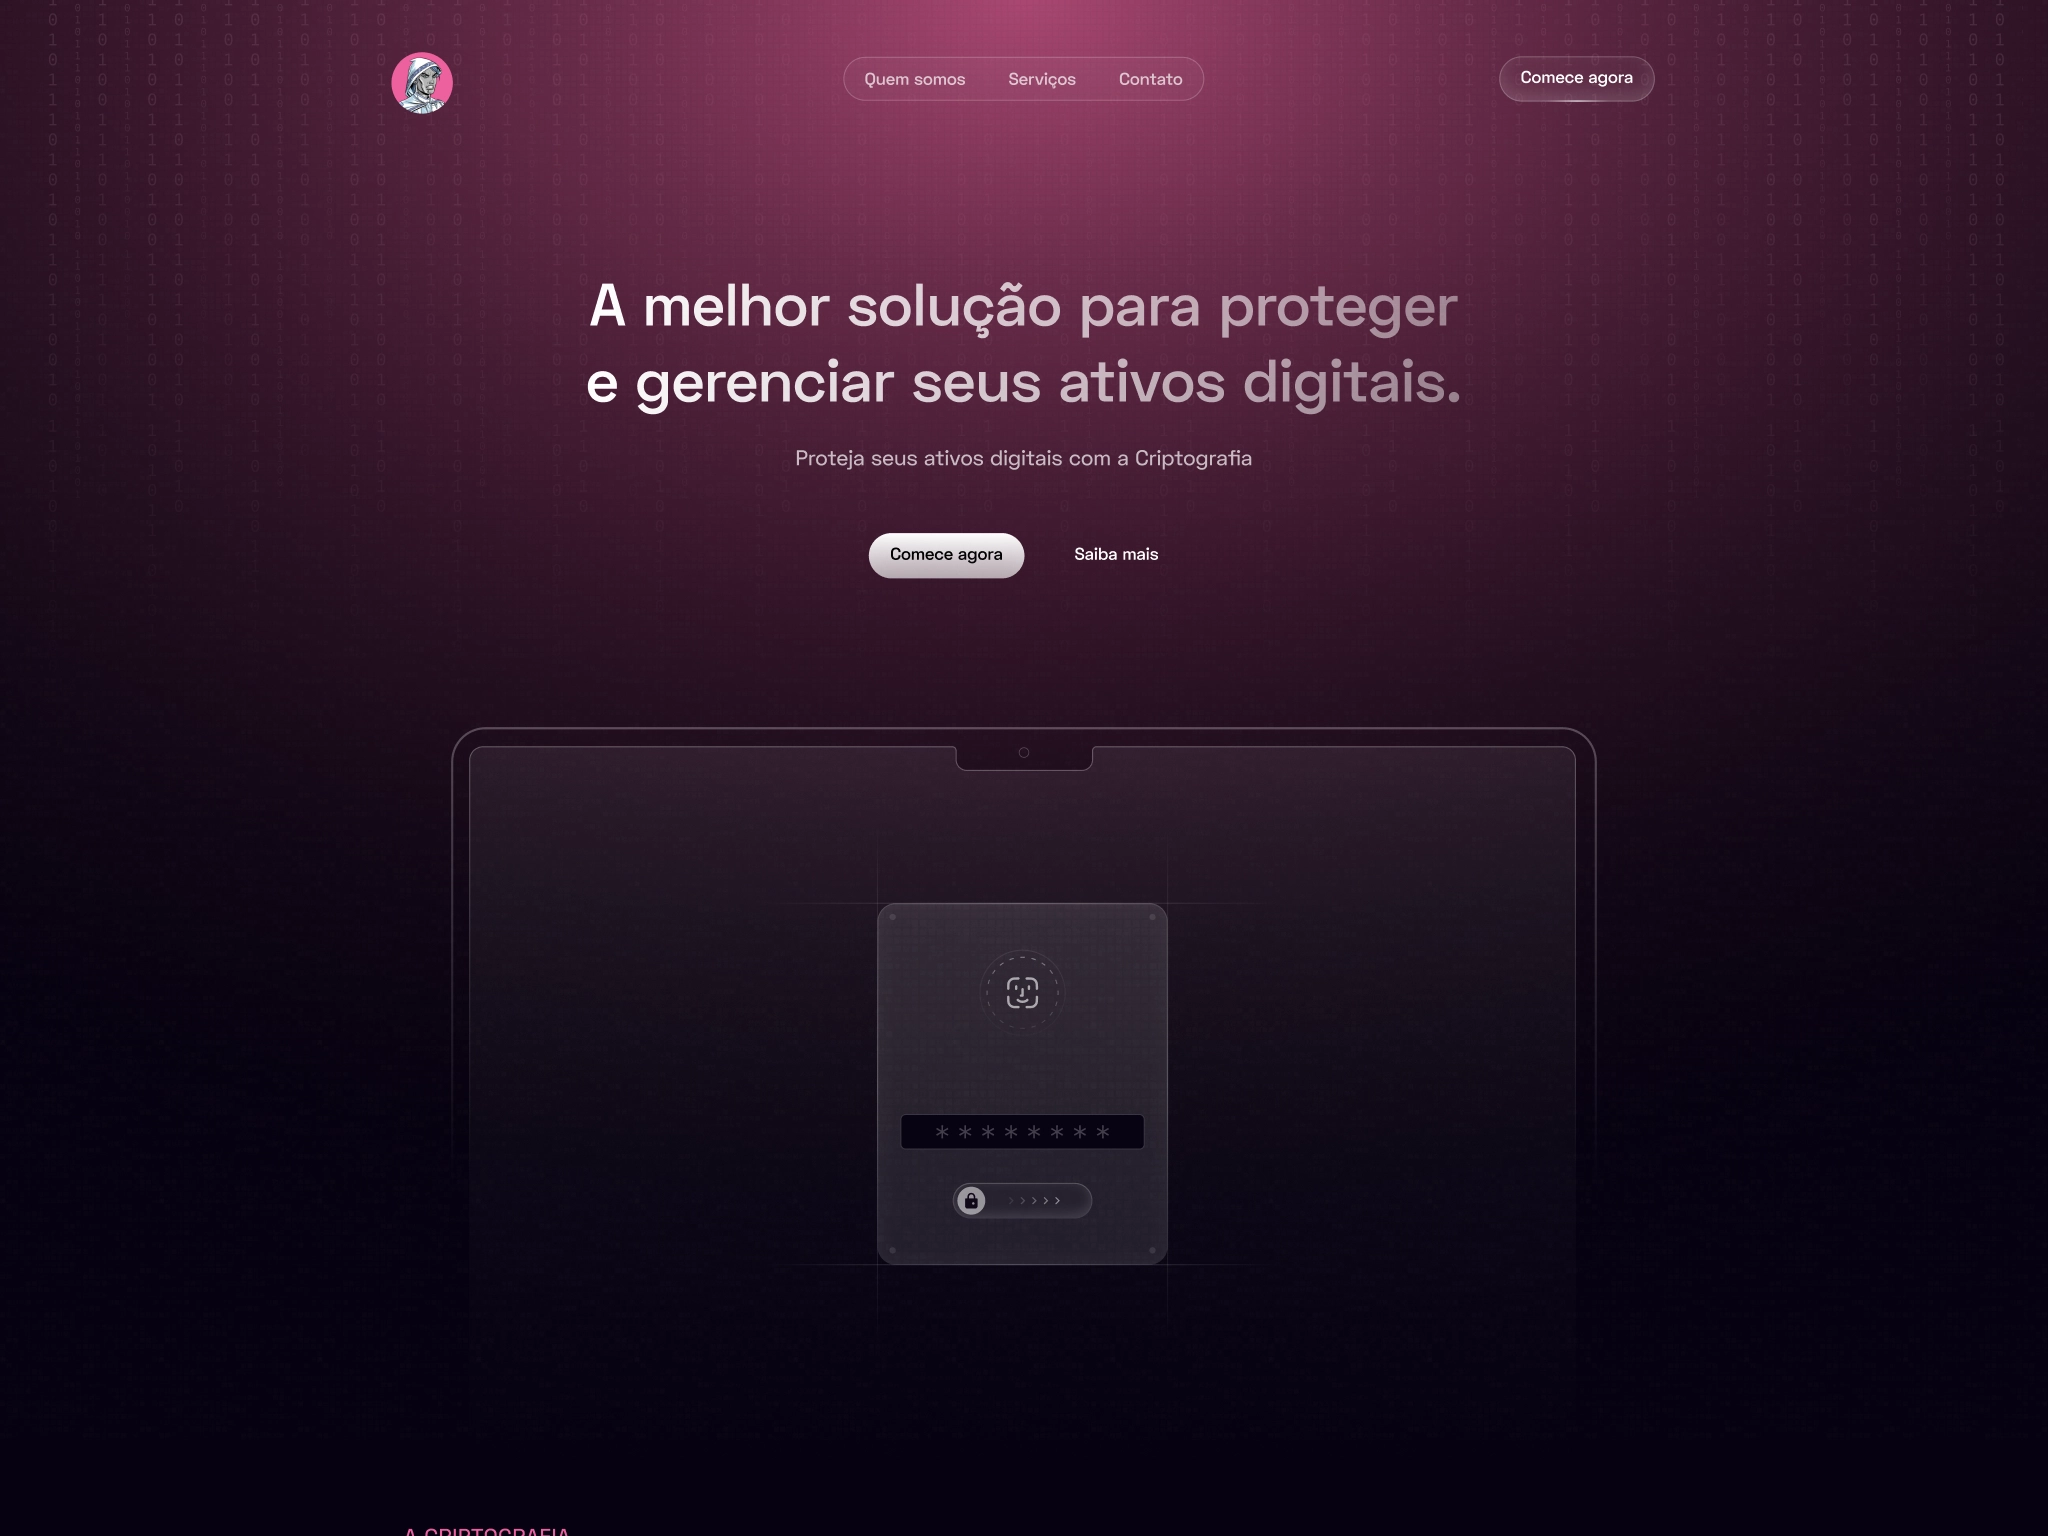 Quem somos
Serviços
Contato
Comece agora
A melhor solução para proteger
e gerenciar seus ativos digitais.
Proteja seus ativos digitais com a Criptografia
Comece agora
Saiba mais
* * * * * * * *
A CRIPTOGRAFIA